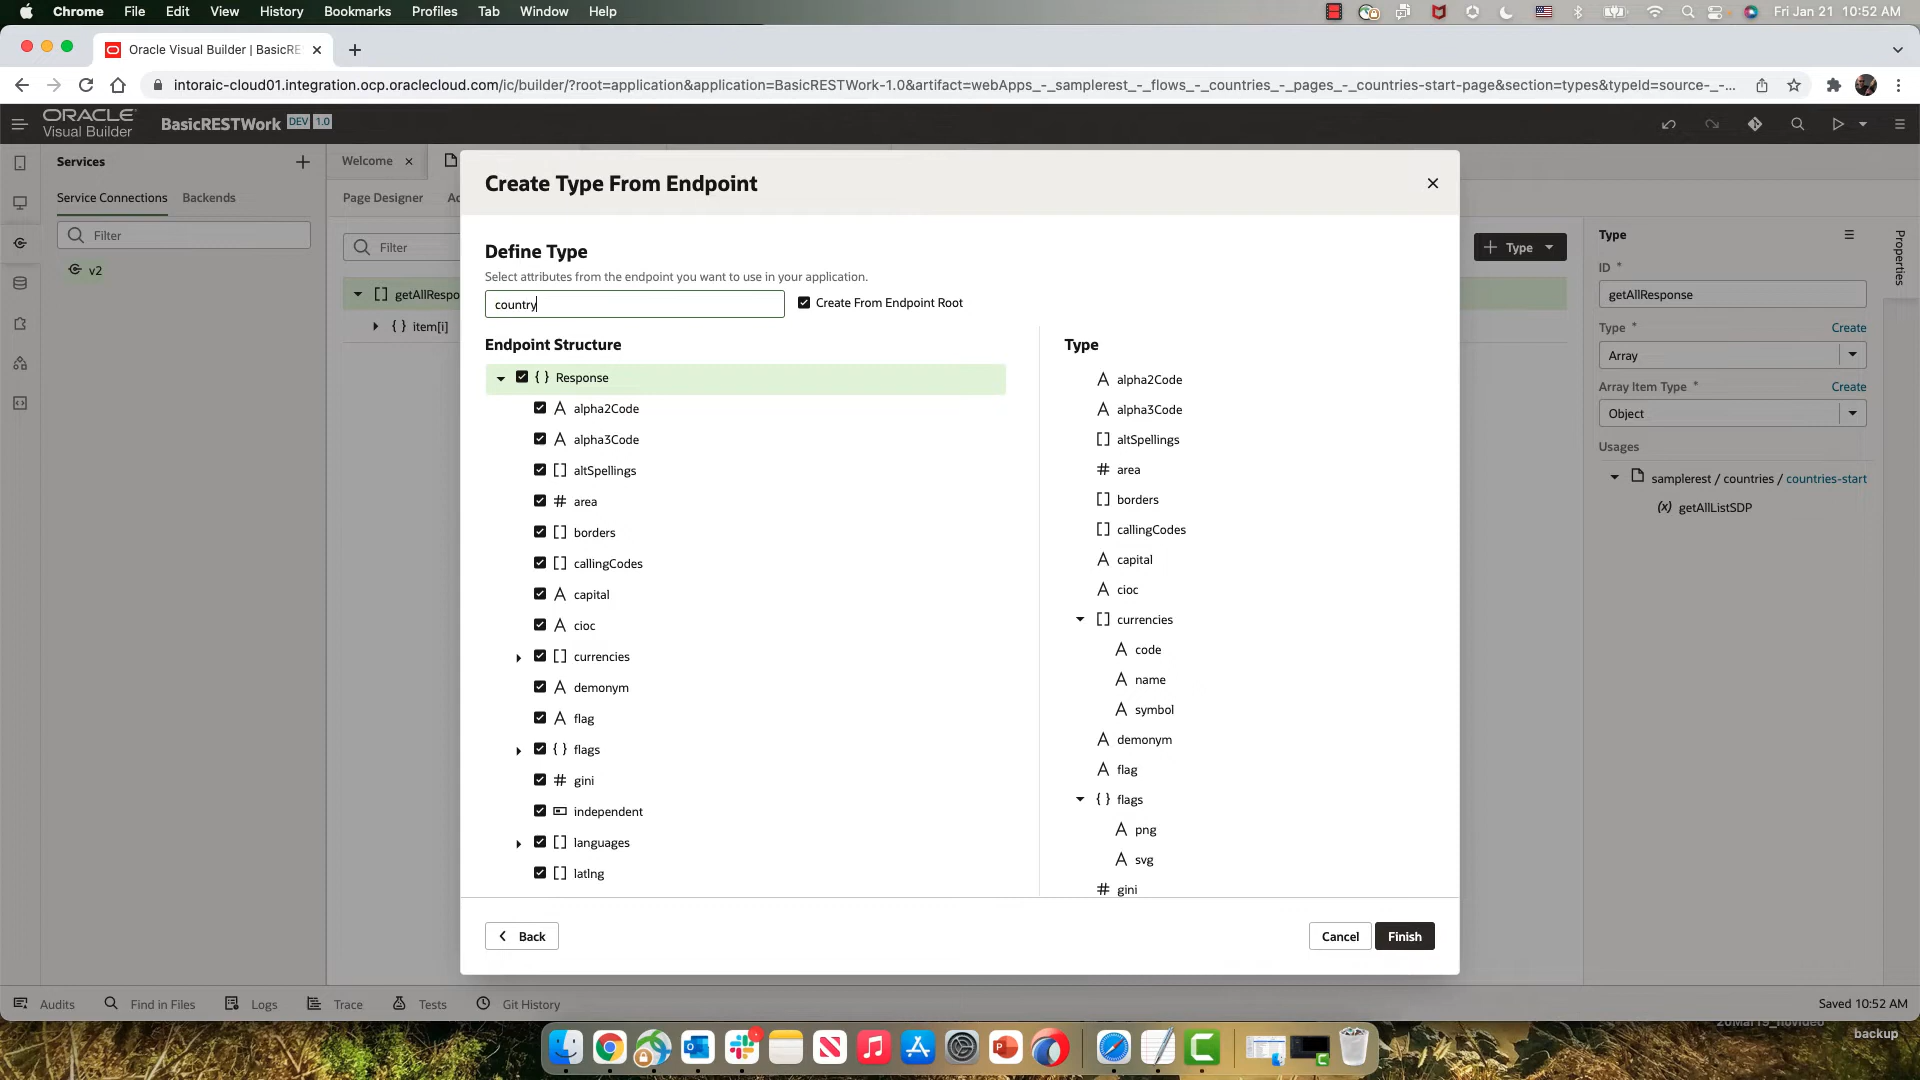 Chrome File Edit View History Bookmarks Profiles Tab Window Help
Fri Jan 21 10:52 AM
Oracle Visual Builder | BasicRE
intoraic-cloud01.integration.ocp.oraclecloud.com/ic/builder/?root=application&application=BasicRESTWork-1.0&artifact=webApps_-_samplerest_-_flows_-_countries_-_pages_-_countries-start-page&section=types&typeId=source-_-...
ORACLE
Visual Builder
BasicRESTWork DEV 1.0
Services
Service Connections Backends
Filter
v2
Welcome
Page Designer Ac
Filter
getAllRespo
item[i]
Create Type From Endpoint
Define Type
Select attributes from the endpoint you want to use in your application.
country
Create From Endpoint Root
Endpoint Structure
{ } Response
A alpha2Code
A alpha3Code
[ ] altSpellings
# area
[ ] borders
[ ] callingCodes
A capital
A cioc
[ ] currencies
A demonym
A flag
{ } flags
# gini
independent
[ ] languages
[ ] latlng
Type
A alpha2Code
A alpha3Code
[ ] altSpellings
# area
[ ] borders
[ ] callingCodes
A capital
A cioc
[ ] currencies
A code
A name
A symbol
A demonym
A flag
{ } flags
A png
A svg
# gini
Back
Cancel
Finish
+ Type
Type
ID *
getAllResponse
Type * Create
Array
Array Item Type * Create
Object
Usages
samplerest / countries / countries-start
(x) getAllListSDP
Properties
Audits Find in Files Logs Trace Tests Git History
Saved 10:52 AM
backup